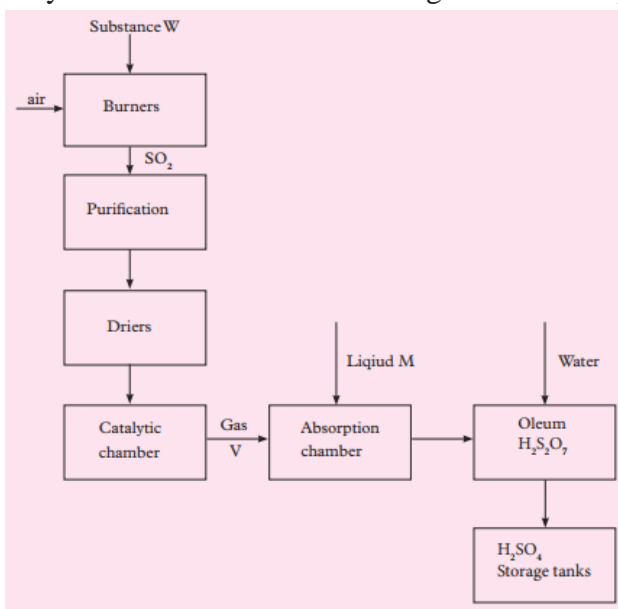 Substance W
air
Burners
SO₂
Purification
Driers
Liqiud M
Water
Catalytic
chamber
Gas
V
Absorption
chamber
Oleum
H₂S₂O₇
H₂SO₄
Storage tanks